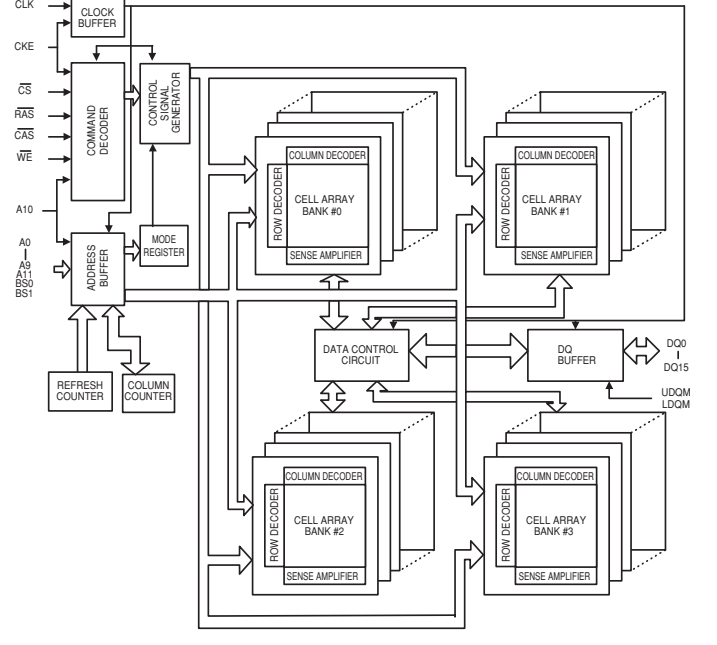 CLK
CLOCK
BUFFER
CKE
CS
RAS
CAS
WE
COMMAND
DECODER
CONTROL
SIGNAL
GENERATOR
A10
A0
A9
A11
BS0
BS1
ADDRESS
BUFFER
MODE
REGISTER
REFRESH
COUNTER
COLUMN
COUNTER
COLUMN DECODER
ROW DECODER
CELL ARRAY
BANK #0
SENSE AMPLIFIER
COLUMN DECODER
ROW DECODER
CELL ARRAY
BANK #1
SENSE AMPLIFIER
DATA CONTROL
CIRCUIT
DQ
BUFFER
DQ0
DQ15
UDQM
LDQM
COLUMN DECODER
ROW DECODER
CELL ARRAY
BANK #2
SENSE AMPLIFIER
COLUMN DECODER
ROW DECODER
CELL ARRAY
BANK #3
SENSE AMPLIFIER